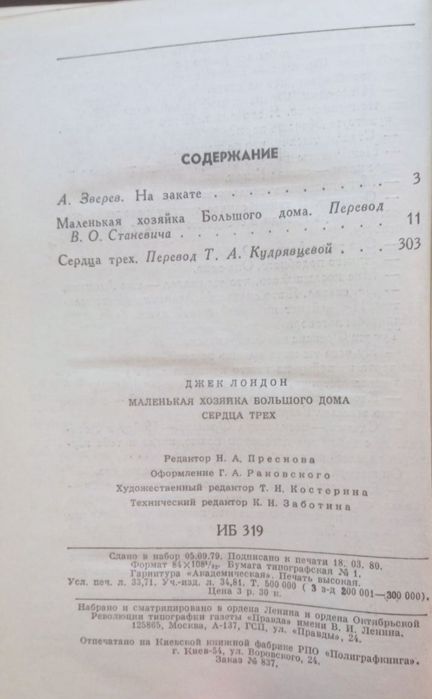 СОДЕРЖАНИЕ
А. Зверев. На закате . . . . . . . . . . 3
Маленькая хозяйка Большого дома. Перевод
В. О. Станевича . . . . . . . . . . 11
Сердца трех. Перевод Т. А. Кудрявцевой . . . 303
ДЖЕК ЛОНДОН
МАЛЕНЬКАЯ ХОЗЯЙКА БОЛЬШОГО ДОМА
СЕРДЦА ТРЕХ
Редактор Н. А. Преснова
Оформление Г. А. Раковского
Художественный редактор Т. Н. Костерина
Технический редактор К. И. Заботина
ИБ 319
Сдано в набор 05.09.79. Подписано к печати 18. 03. 80.
Формат 84×108¹/₃₂. Бумага типографская № 1.
Гарнитура «Академическая». Печать высокая.
Усл. печ. л. 33,71. Уч.-изд. л. 34,81. Т. 500 000 (3 з-д 200 001—300 000).
Цена 3 р. 30 к.
Набрано и сматрицировано в ордена Ленина и ордена Октябрьской
Революции типографии газеты «Правда» имени В. И. Ленина.
125865, Москва, А-137, ГСП, ул. «Правды», 24.
Отпечатано на Киевской книжной фабрике РПО «Полиграфкнига».
г. Киев-54, ул. Воровского, 24.
Заказ № 837.